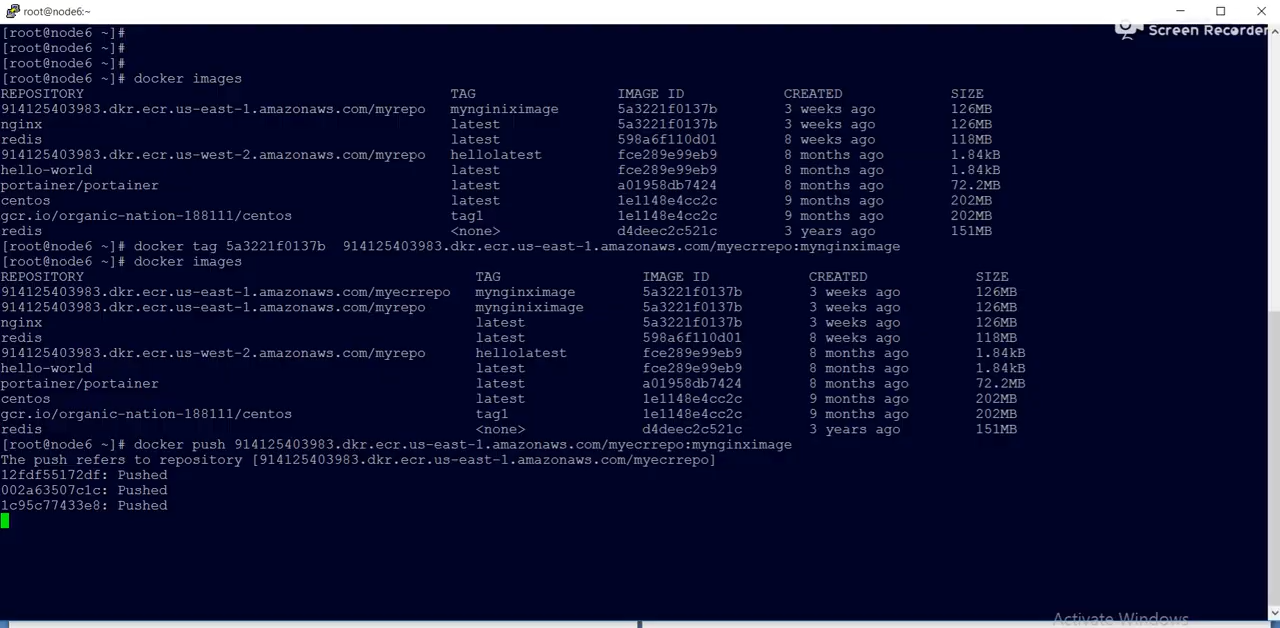 root@node6:~
Screen Recorder
[root@node6 ~]#
[root@node6 ~]#
[root@node6 ~]#
[root@node6 ~]# docker images
REPOSITORY TAG IMAGE ID CREATED SIZE
914125403983.dkr.ecr.us-east-1.amazonaws.com/myrepo mynginiximage 5a3221f0137b 3 weeks ago 126MB
nginx latest 5a3221f0137b 3 weeks ago 126MB
redis latest 598a6f110d01 8 weeks ago 118MB
914125403983.dkr.ecr.us-west-2.amazonaws.com/myrepo hellolatest fce289e99eb9 8 months ago 1.84kB
hello-world latest fce289e99eb9 8 months ago 1.84kB
portainer/portainer latest a01958db7424 8 months ago 72.2MB
centos latest 1e1148e4cc2c 9 months ago 202MB
gcr.io/organic-nation-188111/centos tag1 1e1148e4cc2c 9 months ago 202MB
redis <none> d4deec2c521c 3 years ago 151MB
[root@node6 ~]# docker tag 5a3221f0137b  914125403983.dkr.ecr.us-east-1.amazonaws.com/myecrrepo:mynginximage
[root@node6 ~]# docker images
REPOSITORY TAG IMAGE ID CREATED SIZE
914125403983.dkr.ecr.us-east-1.amazonaws.com/myecrrepo mynginximage 5a3221f0137b 3 weeks ago 126MB
914125403983.dkr.ecr.us-east-1.amazonaws.com/myrepo mynginiximage 5a3221f0137b 3 weeks ago 126MB
nginx latest 5a3221f0137b 3 weeks ago 126MB
redis latest 598a6f110d01 8 weeks ago 118MB
914125403983.dkr.ecr.us-west-2.amazonaws.com/myrepo hellolatest fce289e99eb9 8 months ago 1.84kB
hello-world latest fce289e99eb9 8 months ago 1.84kB
portainer/portainer latest a01958db7424 8 months ago 72.2MB
centos latest 1e1148e4cc2c 9 months ago 202MB
gcr.io/organic-nation-188111/centos tag1 1e1148e4cc2c 9 months ago 202MB
redis <none> d4deec2c521c 3 years ago 151MB
[root@node6 ~]# docker push 914125403983.dkr.ecr.us-east-1.amazonaws.com/myecrrepo:mynginximage
The push refers to repository [914125403983.dkr.ecr.us-east-1.amazonaws.com/myecrrepo]
12fdf55172df: Pushed
002a63507c1c: Pushed
1c95c77433e8: Pushed
Activate Windows